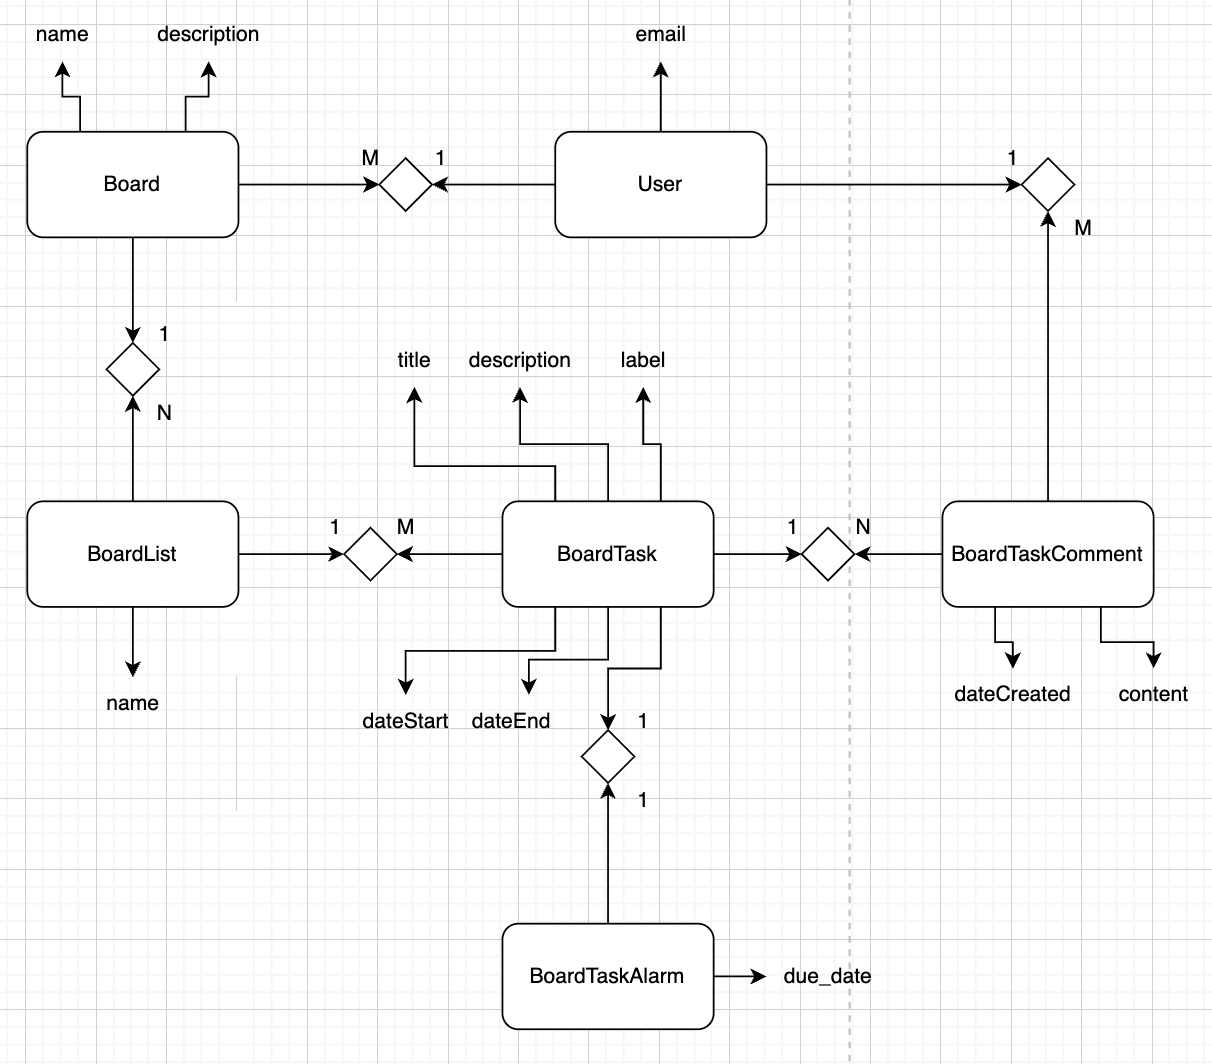 name
description
email
Board
M
1
User
1
M
1
N
title
description
label
BoardList
1
M
BoardTask
1
N
BoardTaskComment
name
dateStart
dateEnd
1
dateCreated
content
1
BoardTaskAlarm
due_date